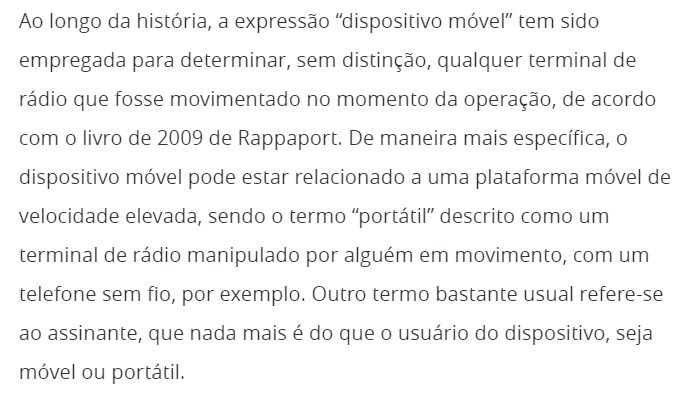 Ao longo da história, a expressão “dispositivo móvel” tem sido
empregada para determinar, sem distinção, qualquer terminal de
rádio que fosse movimentado no momento da operação, de acordo
com o livro de 2009 de Rappaport. De maneira mais específica, o
dispositivo móvel pode estar relacionado a uma plataforma móvel de
velocidade elevada, sendo o termo “portátil” descrito como um
terminal de rádio manipulado por alguém em movimento, com um
telefone sem fio, por exemplo. Outro termo bastante usual refere-se
ao assinante, que nada mais é do que o usuário do dispositivo, seja
móvel ou portátil.